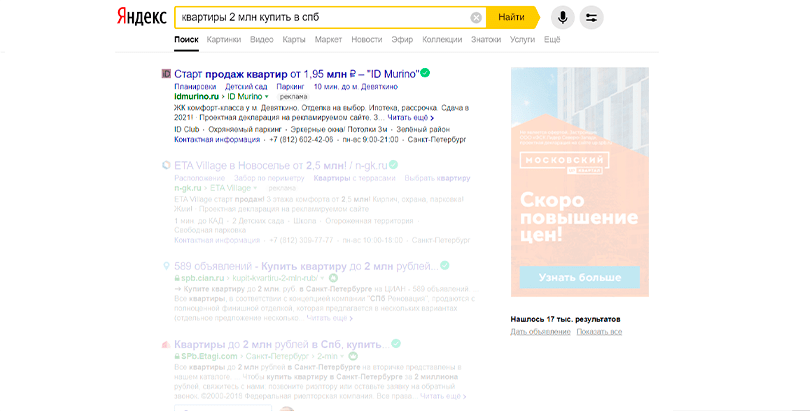 Яндекс
квартиры 2 млн купить в спб
Найти
Поиск Картинки Видео Карты Маркет Новости Эфир Коллекции Знатоки Услуги Ещё
Старт продаж квартир от 1,95 млн ₽ – "ID Murino"
Планировки Детский сад Паркинг 10 мин. до м. Девяткино
idmurino.ru › ID Murino реклама
ЖК комфорт-класса у м. Девяткино. Отделка на выбор. Ипотека, рассрочка. Сдача в
2021! · Проектная декларация на рекламируемом сайте. 3... Читать ещё ›
ID Club · Охраняемый паркинг · Эркерные окна! Потолки 3м · Зелёный район
Контактная информация · +7 (812) 602-42-06 · пн-вс 9:00-21:00 · Санкт-Петербург
ETA Village в Новоселье от 2,5 млн! / n-gk.ru
Расположение Забор по периметру Квартиры с террасами Выбрать квартиру
n-gk.ru › ETA Village реклама
ETA Village старт продаж! 3 этажа комфорта от 2.5 млн! Кирпич, охрана, парковка!
Жми! · Проектная декларация на рекламируемом сайте
1 мин. до КАД · 2 Детских сада · Школа · Огороженная территория.
Свободная парковка
Контактная информация · +7 (812) 309-77-77 · пн-вс 10:00-18:00 · Санкт-Петербург
589 объявлений - Купить квартиру до 2 млн рублей...
spb.cian.ru › kupit-kvartiru-2-mln-rub/
→ Купите квартиру до 2 млн. руб. в Санкт-Петербурге на ЦИАН - 589 объявлений ...
Все квартиры, в соответствии с концепцией компании "СПб Реновация", продаются с
полноценной финишной отделкой, которая предлагается в нескольких вариантах
(отдельное предложение несколько... Читать ещё ›
Квартиры до 2 млн рублей в Спб, купить...
SPb.Etagi.com › Санкт-Петербург › 2-mln
Все квартиры до 2 млн рублей в Санкт-Петербурге на вторичке представлены в
нашем каталоге. ... Чтобы купить квартиру в Санкт-Петербурге за 2 миллиона
рублей, свяжитесь с нами: позвоните риэлтору или оставьте заявку на обратный
звонок. ©2000-2019 Федеральная риелторская компания. Все права... Читать ещё ›
МОСКОВСКИЙ
Скоро
повышение
цен!
Узнать больше
Нашлось 17 тыс. результатов
Дать объявление Показать все